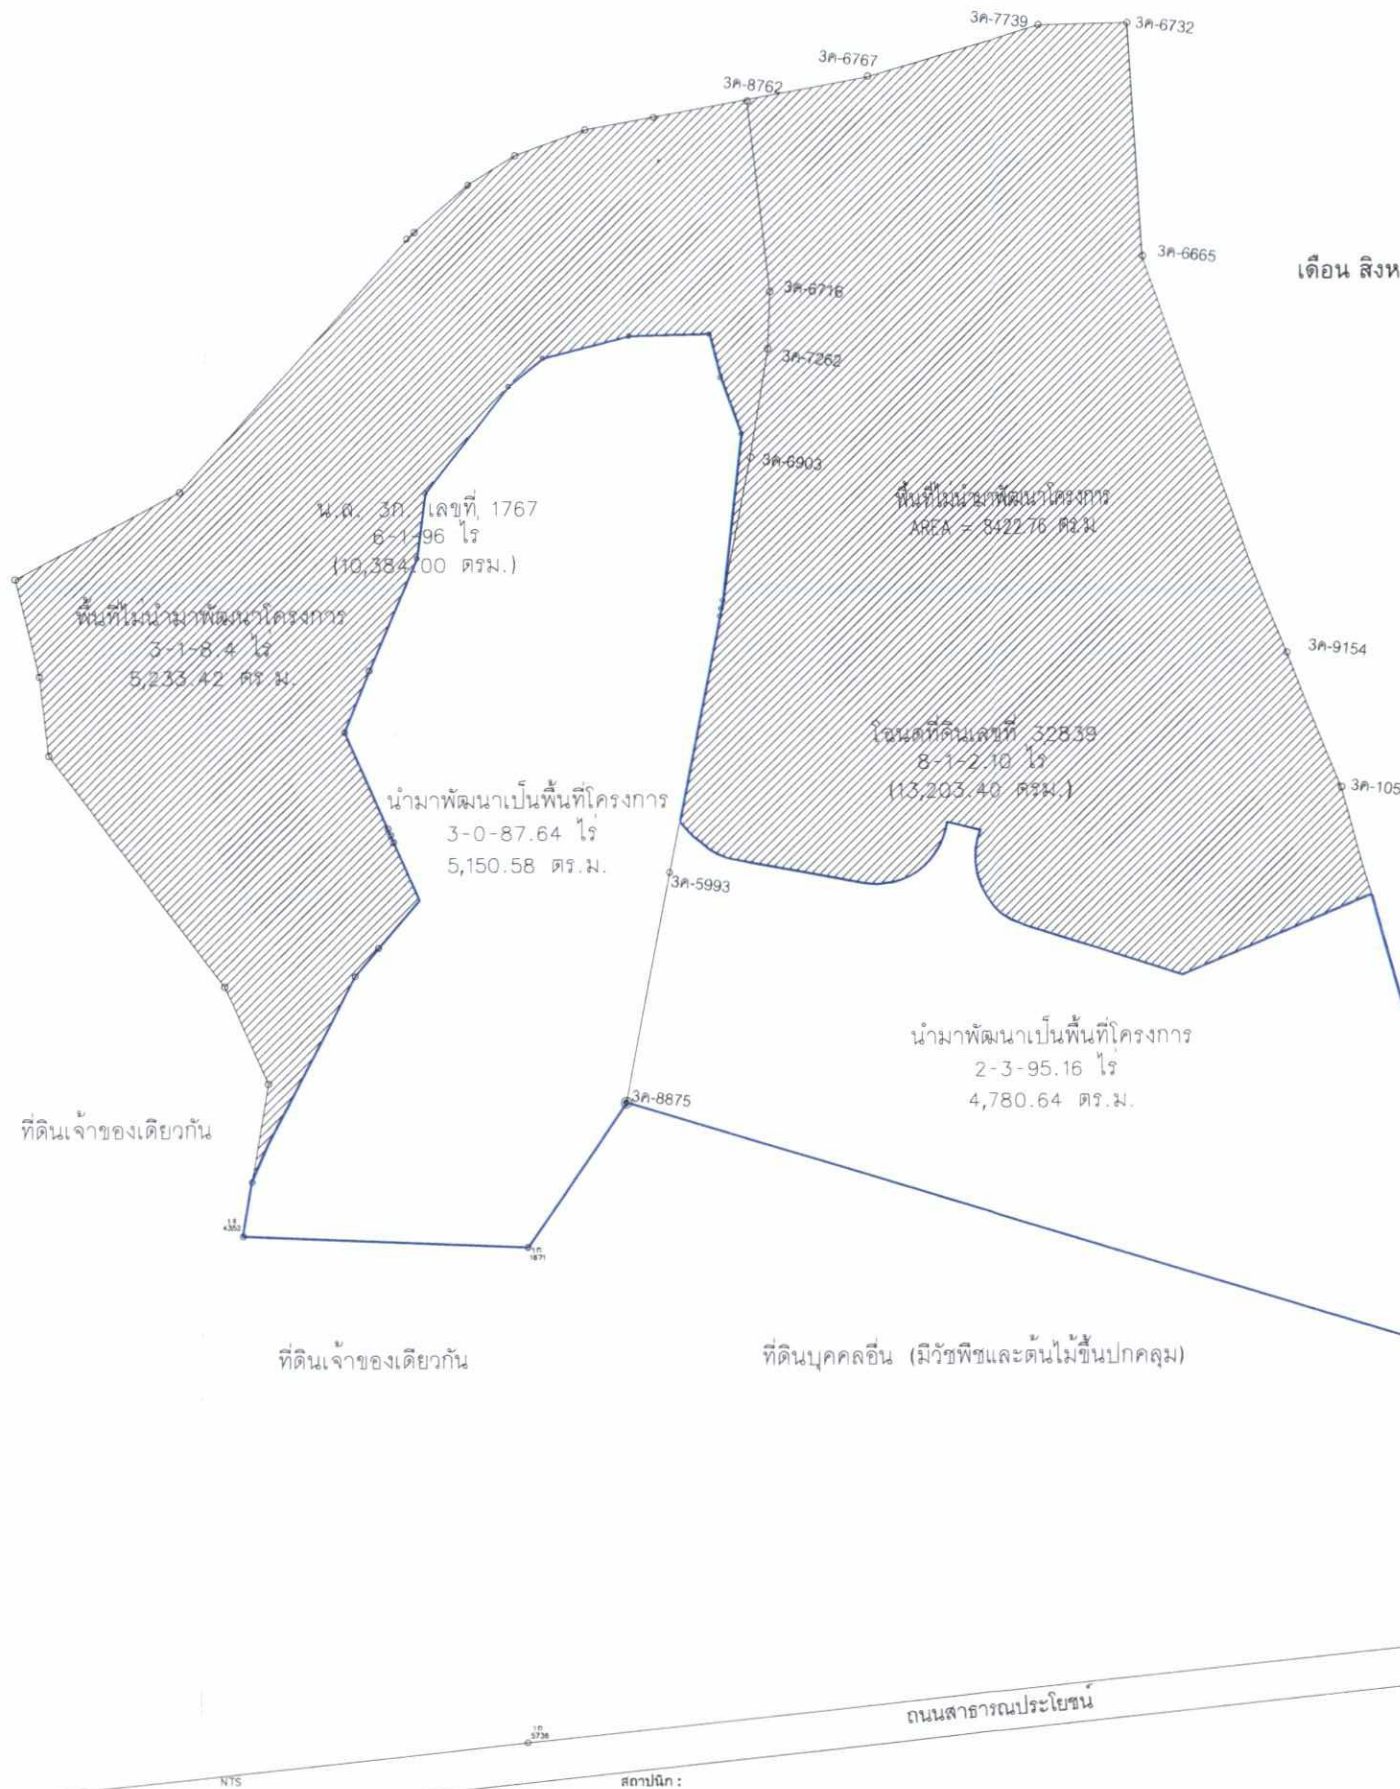 3ค-7739
3ค-6732
3ค-6767
3ค-8762
3ค-6665
เดือน สิงห
3ค-6716
3ค-7262
3ค-6903
พื้นที่ไม่นำมาพัฒนาโครงการ
AREA = 8422.76 ตร.ม
น.ส. 3ก. เลขที่ 1767
6-1-96 ไร่
(10,384.00 ตรม.)
พื้นที่ไม่นำมาพัฒนาโครงการ
3-1-8.4 ไร่
5,233.42 ตร.ม.
3ค-9154
โฉนดที่ดินเลขที่ 32839
8-1-2.10 ไร่
(13,203.40 ตรม.)
3ค-105
นำมาพัฒนาเป็นพื้นที่โครงการ
3-0-87.64 ไร่
5,150.58 ตร.ม.
3ค-5993
นำมาพัฒนาเป็นพื้นที่โครงการ
2-3-95.16 ไร่
4,780.64 ตร.ม.
3ค-8875
ที่ดินเจ้าของเดียวกัน
1ก
1871
ที่ดินเจ้าของเดียวกัน
ที่ดินบุคคลอื่น (มีวัชพืชและต้นไม้ขึ้นปกคลุม)
ถนนสาธารณประโยชน์
1ก
5736
NTS
สถาปนิก :